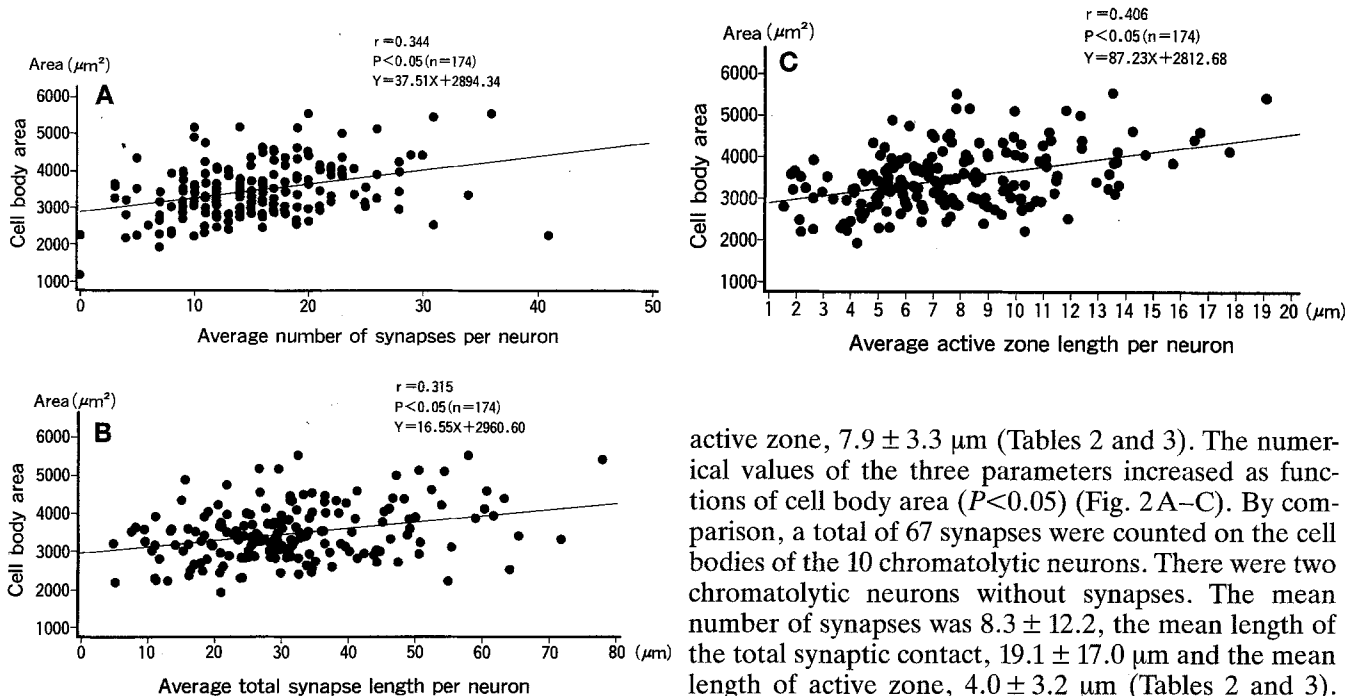 r=0.344
P<0.05(n=174)
Y=37.51X+2894.34
Area (μm²)
A
6000
5000
4000
3000
2000
1000
Cell body area
0 10 20 30 40 50
Average number of synapses per neuron
r=0.315
P<0.05(n=174)
Y=16.55X+2960.60
Area (μm²)
B
6000
5000
4000
3000
2000
1000
Cell body area
0 10 20 30 40 50 60 70 80 (μm)
Average total synapse length per neuron
r=0.406
P<0.05(n=174)
Y=87.23X+2812.68
Area (μm²)
C
6000
5000
4000
3000
2000
1000
Cell body area
1 2 3 4 5 6 7 8 9 10 11 12 13 14 15 16 17 18 19 20 (μm)
Average active zone length per neuron
active zone, 7.9 ± 3.3 μm (Tables 2 and 3). The numer-
ical values of the three parameters increased as func-
tions of cell body area (P<0.05) (Fig. 2A–C). By com-
parison, a total of 67 synapses were counted on the cell
bodies of the 10 chromatolytic neurons. There were two
chromatolytic neurons without synapses. The mean
number of synapses was 8.3 ± 12.2, the mean length of
the total synaptic contact, 19.1 ± 17.0 μm and the mean
length of active zone, 4.0 ± 3.2 μm (Tables 2 and 3).